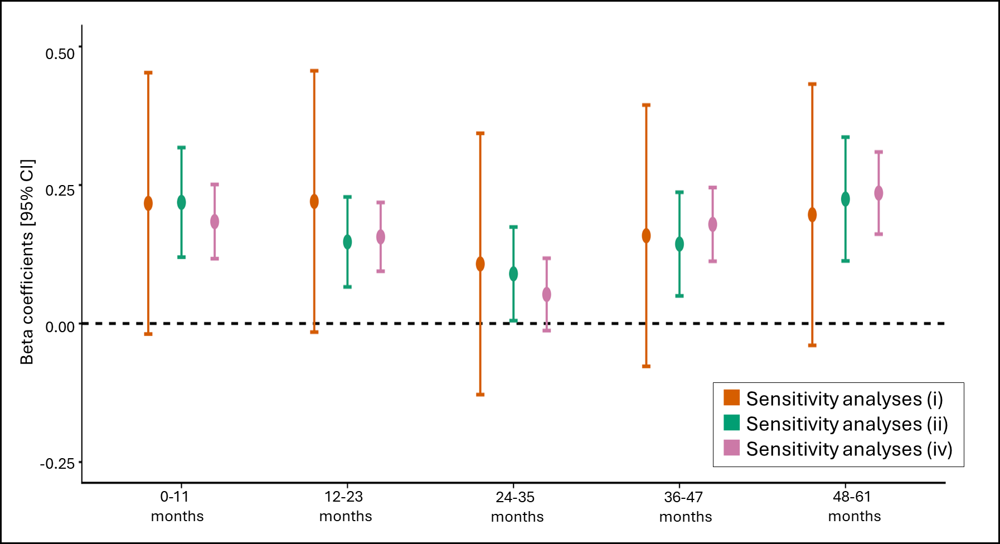 Beta coefficients [95% CI]
0.50
0.25
0.00
-0.25
0-11
months
12-23
months
24-35
months
36-47
months
48-61
months
Sensitivity analyses (i)
Sensitivity analyses (ii)
Sensitivity analyses (iv)